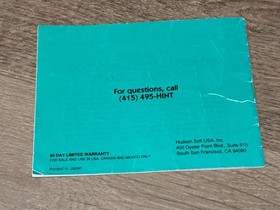 For questions, call
(415) 495-HINT
Hudson Soft USA, Inc.
400 Oyster Point Blvd., Suite 515
South San Francisco, CA 94080
90 DAY LIMITED WARRANTY
FOR SALE AND USE IN USA, CANADA AND MEXICO ONLY
Printed in Japan